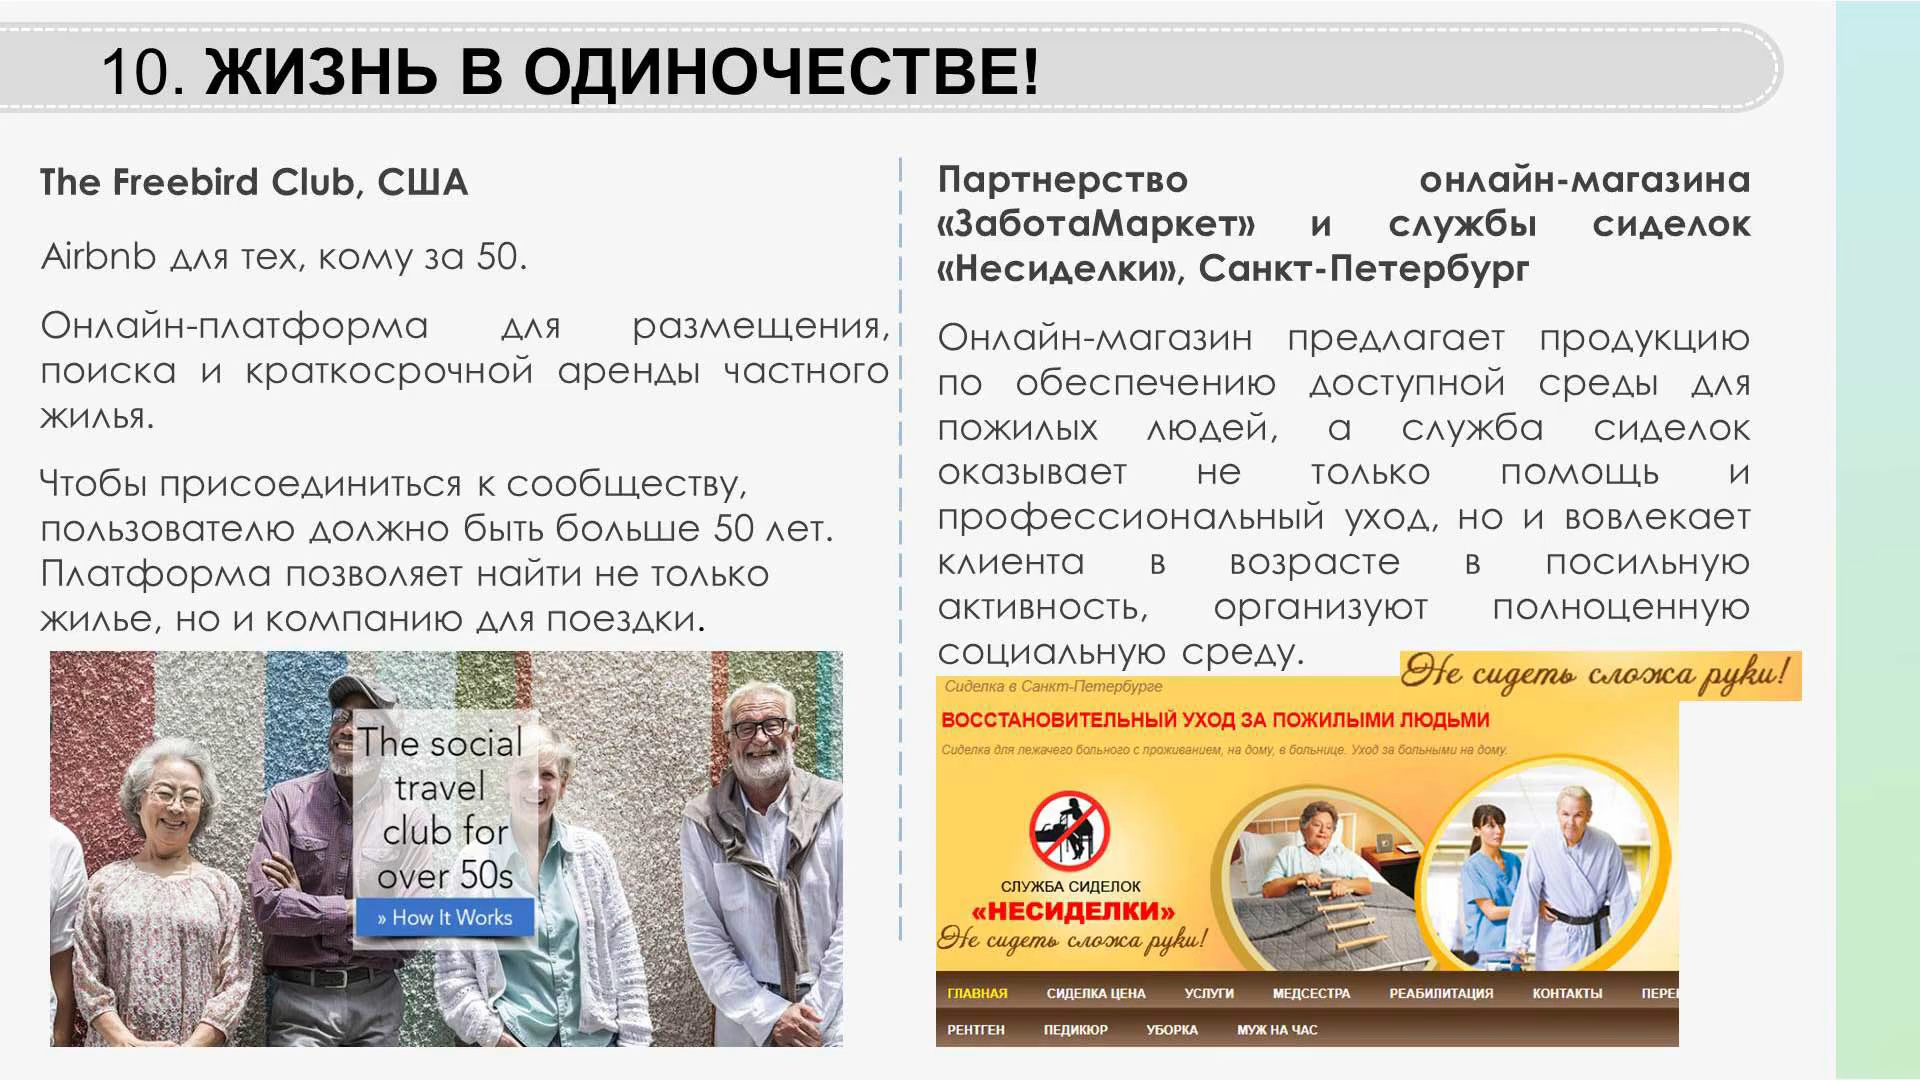 10. ЖИЗНЬ В ОДИНОЧЕСТВЕ!
The Freebird Club, США
Airbnb для тех, кому за 50.
Онлайн-платформа для размещения,
поиска и краткосрочной аренды частного
жилья.
Чтобы присоединиться к сообществу,
пользователю должно быть больше 50 лет.
Платформа позволяет найти не только
жилье, но и компанию для поездки.
The social
travel
club for
over 50s
» How It Works
Партнерство онлайн-магазина
«ЗаботаМаркет» и службы сиделок
«Несиделки», Санкт-Петербург
Онлайн-магазин предлагает продукцию
по обеспечению доступной среды для
пожилых людей, а служба сиделок
оказывает не только помощь и
профессиональный уход, но и вовлекает
клиента в возрасте в посильную
активность, организуют полноценную
социальную среду.
Не сидеть сложа руки!
Сиделка в Санкт-Петербурге
ВОССТАНОВИТЕЛЬНЫЙ УХОД ЗА ПОЖИЛЫМИ ЛЮДЬМИ
Сиделка для лежачего больного с проживанием, на дому, в больнице. Уход за больными на дому.
СЛУЖБА СИДЕЛОК
«НЕСИДЕЛКИ»
Не сидеть сложа руки!
ГЛАВНАЯ СИДЕЛКА ЦЕНА УСЛУГИ МЕДСЕСТРА РЕАБИЛИТАЦИЯ КОНТАКТЫ ПЕРЕ
РЕНТГЕН ПЕДИКЮР УБОРКА МУЖ НА ЧАС